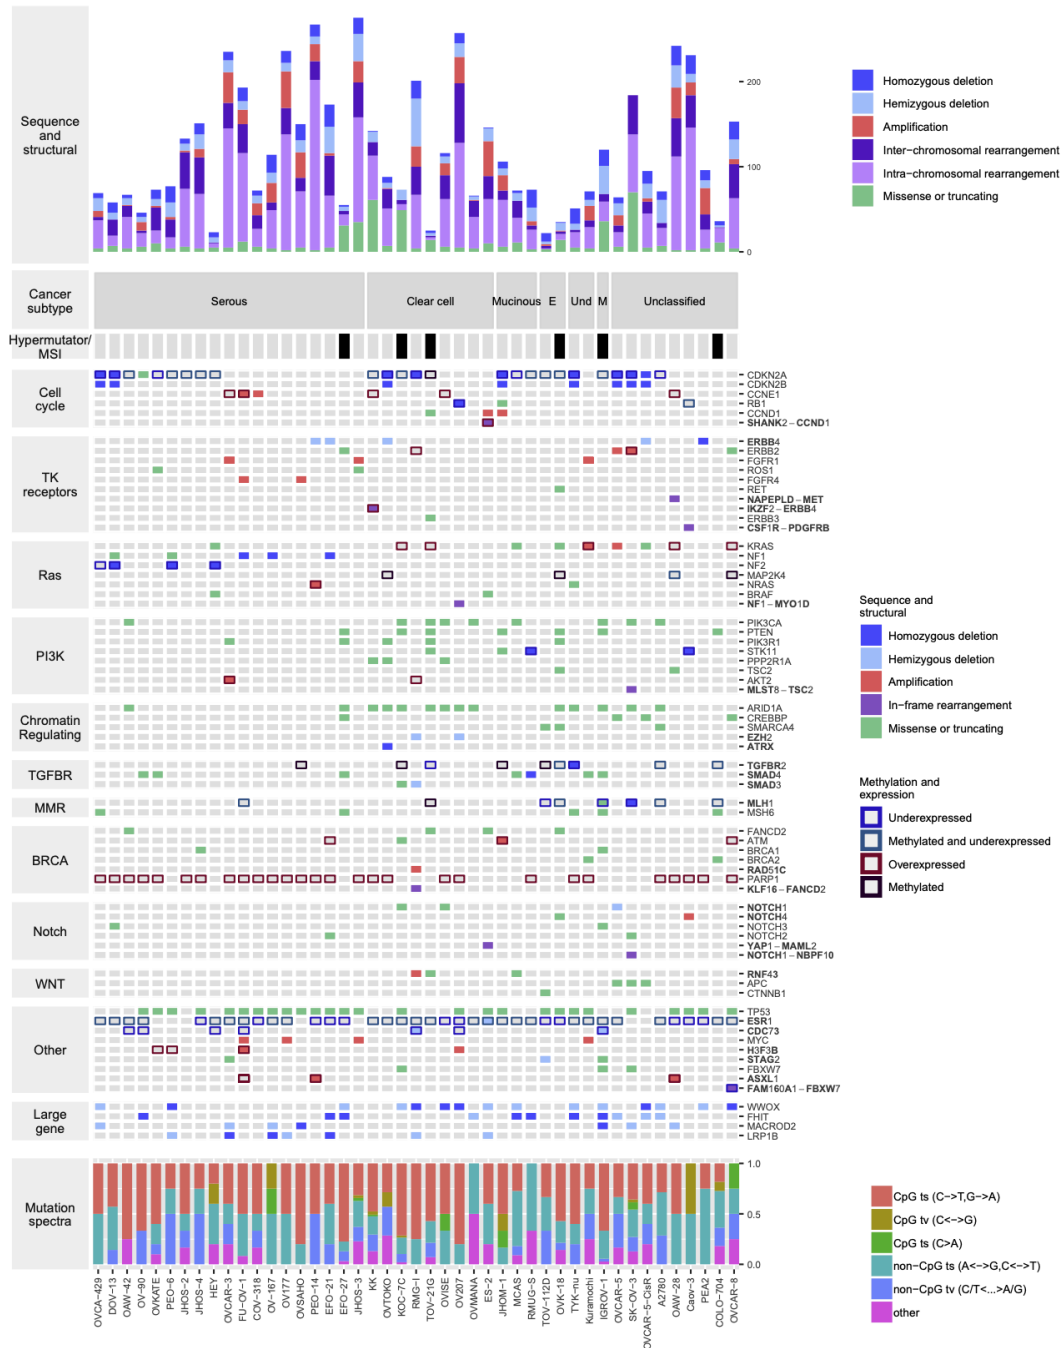 Sequence
and
structural
200
100
0
Homozygous deletion
Hemizygous deletion
Amplification
Inter-chromosomal rearrangement
Intra-chromosomal rearrangement
Missense or truncating
Cancer
subtype
Serous
Clear cell
Mucinous
E
Und
M
Unclassified
Hypermutator/
MSI
Cell
cycle
CDKN2A
CDKN2B
CCNE1
RB1
CCND1
SHANK2–CCND1
TK
receptors
ERBB4
ERBB2
FGFR1
ROS1
FGFR4
RET
NAPEPLD–MET
IKZF2–ERBB4
ERBB3
CSF1R–PDGFRB
Ras
KRAS
NF1
NF2
MAP2K4
NRAS
BRAF
NF1–MYO1D
PI3K
PIK3CA
PTEN
PIK3R1
STK11
PPP2R1A
TSC2
AKT2
MLST8–TSC2
Chromatin
Regulating
ARID1A
CREBBP
SMARCA4
EZH2
ATRX
TGFBR
TGFBR2
SMAD4
SMAD3
MMR
MLH1
MSH6
BRCA
FANCD2
ATM
BRCA1
BRCA2
RAD51C
PARP1
KLF16–FANCD2
Notch
NOTCH1
NOTCH4
NOTCH3
NOTCH2
YAP1–MAML2
NOTCH1–NBPF10
WNT
RNF43
APC
CTNNB1
Other
TP53
ESR1
CDC73
MYC
H3F3B
STAG2
FBXW7
ASXL1
FAM160A1–FBXW7
Large
gene
WWOX
FHIT
MACROD2
LRP1B
Sequence and
structural
Homozygous deletion
Hemizygous deletion
Amplification
In-frame rearrangement
Missense or truncating
Methylation and
expression
Underexpressed
Methylated and underexpressed
Overexpressed
Methylated
Mutation
spectra
1.0
0.5
0.0
CpG ts (C->T,G->A)
CpG tv (C<->G)
CpG ts (C>A)
non-CpG ts (A<->G,C<->T)
non-CpG tv (C/T<...>A/G)
other
OVCA-429
DOV-13
OAW-42
OV-90
OVKATE
PEO-6
JHOS-2
JHOS-4
HEY
OVCAR-3
FU-OV-1
COV-318
OV-167
OV177
OVSAHO
PEO-14
EFO-21
EFO-27
JHOS-3
KK
OVTOKO
KOC-7C
RMG-I
TOV-21G
OVISE
OV207
OVMANA
ES-2
JHOM-1
MCAS
RMUG-S
TOV-112D
OVK-18
TYK-nu
Kuramochi
IGROV-1
OVCAR-5
SK-OV-3
OVCAR-5-CisR
A2780
OAW-28
Caov-3
PEA2
COLO-704
OVCAR-8